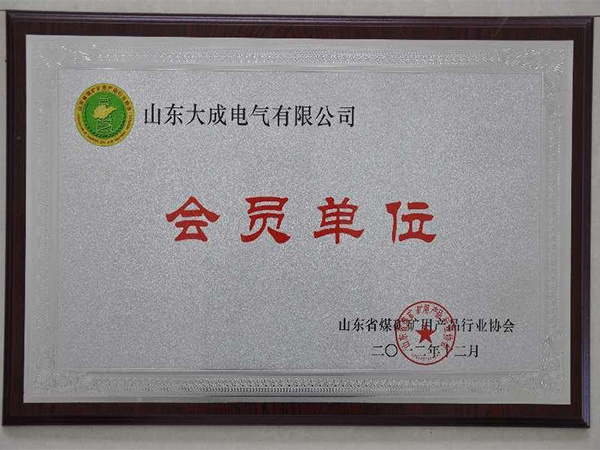 山东大成电气有限公司
会员单位
山东省煤矿矿用产品行业协会
二〇一二年十二月